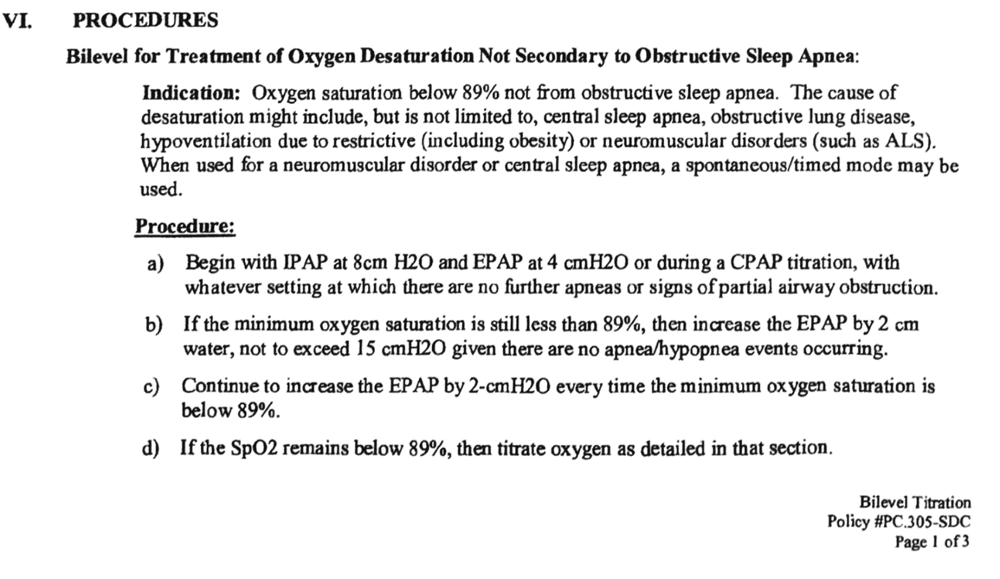 VI. PROCEDURES
Bilevel for Treatment of Oxygen Desaturation Not Secondary to Obstructive Sleep Apnea:
Indication: Oxygen saturation below 89% not from obstructive sleep apnea. The cause of
desaturation might include, but is not limited to, central sleep apnea, obstructive lung disease,
hypoventilation due to restrictive (including obesity) or neuromuscular disorders (such as ALS).
When used for a neuromuscular disorder or central sleep apnea, a spontaneous/timed mode may be
used.
Procedure:
a) Begin with IPAP at 8cm H2O and EPAP at 4 cmH2O or during a CPAP titration, with
whatever setting at which there are no further apneas or signs of partial airway obstruction.
b) If the minimum oxygen saturation is still less than 89%, then increase the EPAP by 2 cm
water, not to exceed 15 cmH2O given there are no apnea/hypopnea events occurring.
c) Continue to increase the EPAP by 2-cmH2O every time the minimum oxygen saturation is
below 89%.
d) If the SpO2 remains below 89%, then titrate oxygen as detailed in that section.
Bilevel Titration
Policy #PC.305-SDC
Page 1 of 3